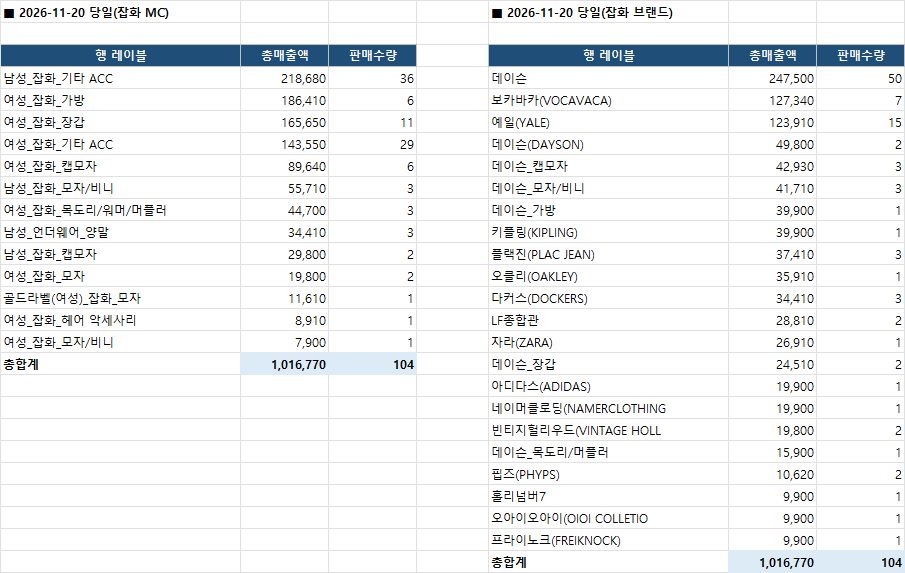 ■ 2026-11-20 당일(잡화 MC)
행 레이블 총매출액 판매수량
남성_잡화_기타 ACC 218,680 36
여성_잡화_가방 186,410 6
여성_잡화_장갑 165,650 11
여성_잡화_기타 ACC 143,550 29
여성_잡화_캡모자 89,640 6
남성_잡화_모자/비니 55,710 3
여성_잡화_목도리/워머/머플러 44,700 3
남성_언더웨어_양말 34,410 3
남성_잡화_캡모자 29,800 2
여성_잡화_모자 19,800 2
골드라벨(여성)_잡화_모자 11,610 1
여성_잡화_헤어 악세사리 8,910 1
여성_잡화_모자/비니 7,900 1
총합계 1,016,770 104
■ 2026-11-20 당일(잡화 브랜드)
행 레이블 총매출액 판매수량
데이슨 247,500 50
보카바카(VOCAVACA) 127,340 7
예일(YALE) 123,910 15
데이슨(DAYSON) 49,800 2
데이슨_캡모자 42,930 3
데이슨_모자/비니 41,710 3
데이슨_가방 39,900 1
키플링(KIPLING) 39,900 1
플랙진(PLAC JEAN) 37,410 3
오클리(OAKLEY) 35,910 1
다커스(DOCKERS) 34,410 3
LF종합관 28,810 2
자라(ZARA) 26,910 1
데이슨_장갑 24,510 2
아디다스(ADIDAS) 19,900 1
네이머클로딩(NAMERCLOTHING 19,900 1
빈티지헐리우드(VINTAGE HOLL 19,800 2
데이슨_목도리/머플러 15,900 1
핍즈(PHYPS) 10,620 2
홀리넘버7 9,900 1
오아이오아이(OIOI COLLETIO 9,900 1
프라이노크(FREIKNOCK) 9,900 1
총합계 1,016,770 104